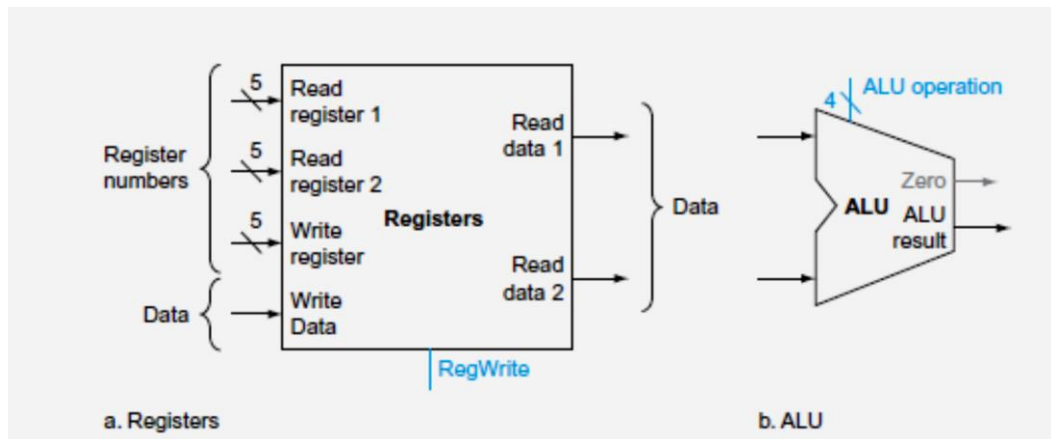 5
Read
register 1
5
Read
register 2
5
Write
register
Write
Data
Register
numbers
Data
Registers
Read
data 1
Read
data 2
Data
RegWrite
a. Registers
4
ALU operation
Zero
ALU
ALU
result
b. ALU